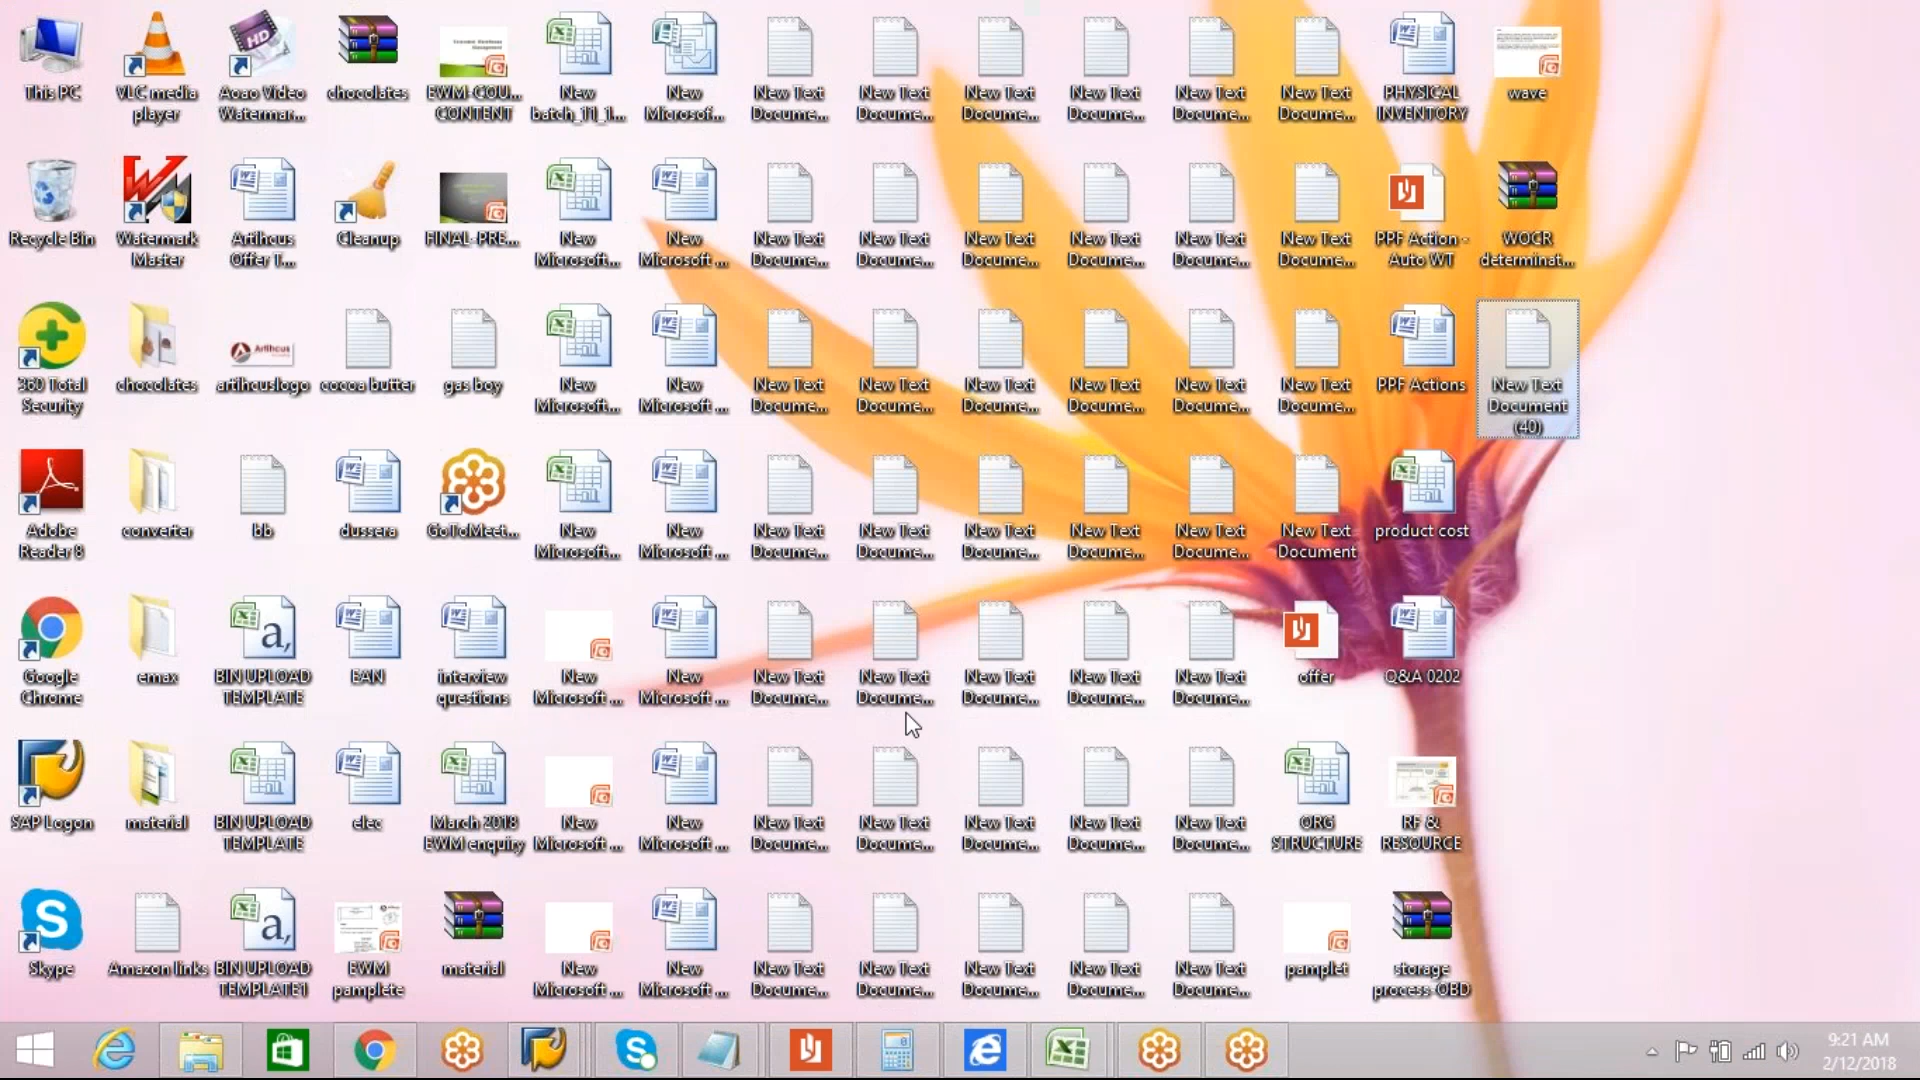 This PC
VLC media
player
Aoao Video
Watermar...
chocolates
EWM-COU...
CONTENT
New
batch_11_1...
New
Microsof...
New Text
Docume...
New Text
Docume...
New Text
Docume...
New Text
Docume...
New Text
Docume...
New Text
Docume...
PHYSICAL
INVENTORY
wave
Recycle Bin
Watermark
Master
Artihcus
Offer T...
Cleanup
FINAL-PRE...
New
Microsoft...
New
Microsoft ...
New Text
Docume...
New Text
Docume...
New Text
Docume...
New Text
Docume...
New Text
Docume...
New Text
Docume...
PPF Action -
Auto WT
WOCR
determinat...
360 Total
Security
chocolates
artihcuslogo
cocoa butter
gas boy
New
Microsoft...
New
Microsoft ...
New Text
Docume...
New Text
Docume...
New Text
Docume...
New Text
Docume...
New Text
Docume...
New Text
Docume...
PPF Actions
New Text
Document
(40)
Adobe
Reader 8
converter
bb
dussera
GoToMeet...
New
Microsoft...
New
Microsoft ...
New Text
Docume...
New Text
Docume...
New Text
Docume...
New Text
Docume...
New Text
Docume...
New Text
Document
product cost
Google
Chrome
emax
BIN UPLOAD
TEMPLATE
EAN
interview
questions
New
Microsoft ...
New
Microsoft ...
New Text
Docume...
New Text
Docume...
New Text
Docume...
New Text
Docume...
New Text
Docume...
offer
Q&A 0202
SAP Logon
material
BIN UPLOAD
TEMPLATE
elec
March 2018
EWM enquiry
New
Microsoft ...
New
Microsoft ...
New Text
Docume...
New Text
Docume...
New Text
Docume...
New Text
Docume...
New Text
Docume...
ORG
STRUCTURE
RF &
RESOURCE
Skype
Amazon links
BIN UPLOAD
TEMPLATE1
EWM
pamplete
material
New
Microsoft ...
New
Microsoft ...
New Text
Docume...
New Text
Docume...
New Text
Docume...
New Text
Docume...
New Text
Docume...
pamplet
storage
process-OBD
9:21 AM
2/12/2018